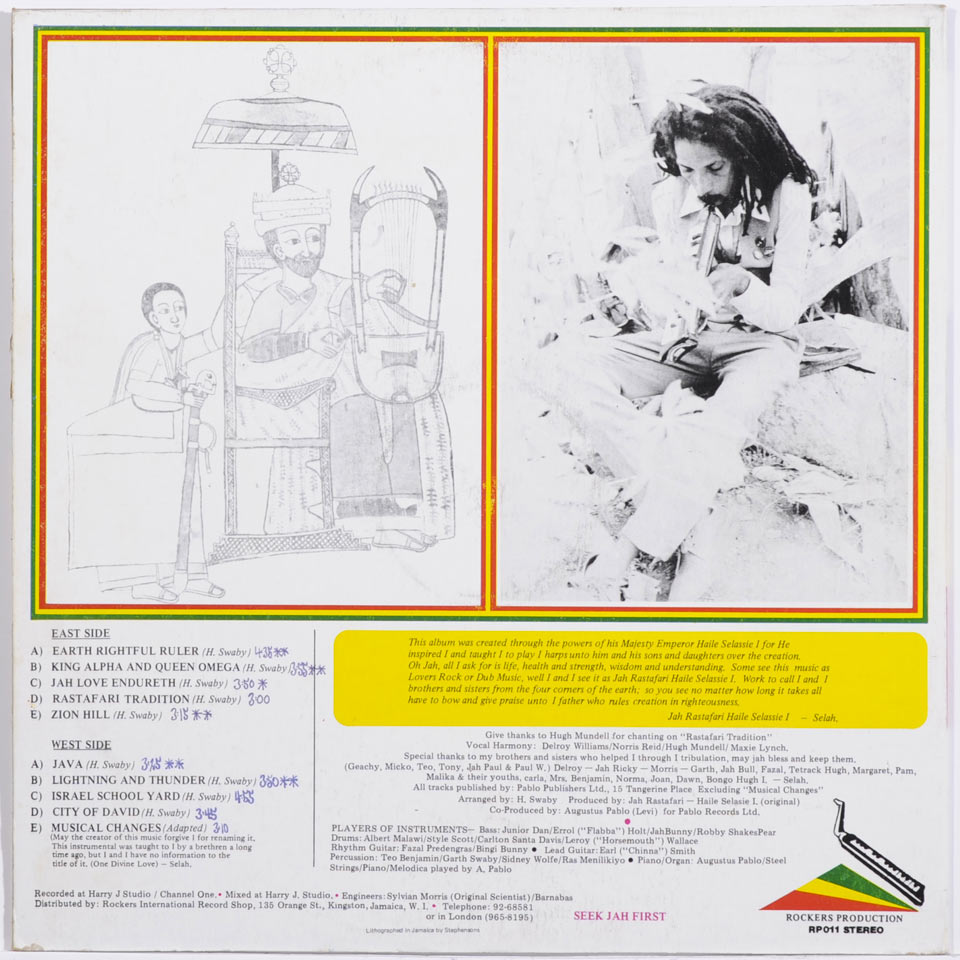 EAST SIDE
A) EARTH RIGHTFUL RULER (H. Swaby) 4:35 **
B) KING ALPHA AND QUEEN OMEGA (H. Swaby) 3:55 **
C) JAH LOVE ENDURETH (H. Swaby) 3:50 *
D) RASTAFARI TRADITION (H. Swaby) 3:00
E) ZION HILL (H. Swaby) 3:15 **
WEST SIDE
A) JAVA (H. Swaby) **
B) LIGHTNING AND THUNDER (H. Swaby) 3:50 **
C) ISRAEL SCHOOL YARD (H. Swaby)
D) CITY OF DAVID (H. Swaby) 3:45
E) MUSICAL CHANGES (Adapted) 3:10
(May the creator of this music forgive I for renaming it.
This instrumental was taught to I by a brethren a long
time ago, but I and I have no information to the
title of it, (One Divine Love) — Selah,
This album was created through the powers of his Majesty Emperor Haile Selassie I for He
inspired I and taught I to play I harps unto him and his sons and daughters over the creation.
Oh Jah, all I ask for is life, health and strength, wisdom and understanding. Some see this music as
Lovers Rock or Dub Music, well I and I see it as Jah Rastafari Haile Selassie I. Work to call I and I
brothers and sisters from the four corners of the earth; so you see no matter how long it takes all
have to bow and give praise unto I father who rules creation in righteousness.
Jah Rastafari Haile Selassie I — Selah.
Give thanks to Hugh Mundell for chanting on "Rastafari Tradition"
Vocal Harmony: Delroy Williams/Norris Reid/Hugh Mundell/ Maxie Lynch.
Special thanks to my brothers and sisters who helped I through I tribulation, may jah bless and keep them,
(Geachy, Micko, Teo, Tony, Jah Paul & Paul W.) Delroy — Jah Ricky — Morris — Garth, Jah Bull, Fazal, Tetrack Hugh, Margaret, Pam,
Malika & their youths, carla, Mrs, Benjamin, Norma, Joan, Dawn, Bongo Hugh I. — Selah.
All tracks published by: Pablo Publishers Ltd., 15 Tangerine Place Excluding "Musical Changes"
Arranged by: H. Swaby Produced by: Jah Rastafari — Haile Selasie I, (original)
Co-Produced by: Augustus Pablo (Levi) for Pablo Records Ltd,
PLAYERS OF INSTRUMENTS— Bass: Junior Dan/Errol ("Flabba") Holt/JahBunny/Robby ShakesPear
Drums: Albert Malawi/Style Scott/Carlton Santa Davis/Leroy ("Horsemouth") Wallace
Rhythm Guitar: Fazal Predengras/Bingi Bunny ● Lead Guitar: Earl ("Chinna") Smith
Percussion: Teo Benjamin/Garth Swaby/Sidney Wolfe/Ras Menilikiyo ● Piano/Organ: Augustus Pablo/Steel
Strings/Piano/Melodica played by A, Pablo
Recorded at Harry J Studio / Channel One, • Mixed at Harry J. Studio, • Engineers: Sylvian Morris (Original Scientist)/Barnabas
Distributed by: Rockers International Record Shop, 135 Orange St., Kingston, Jamaica, W. I. • Telephone: 92-68581
or in London (965-8195)
SEEK JAH FIRST
Lithographed in Jamaica by Stephensons
ROCKERS PRODUCTION
RP011 STEREO